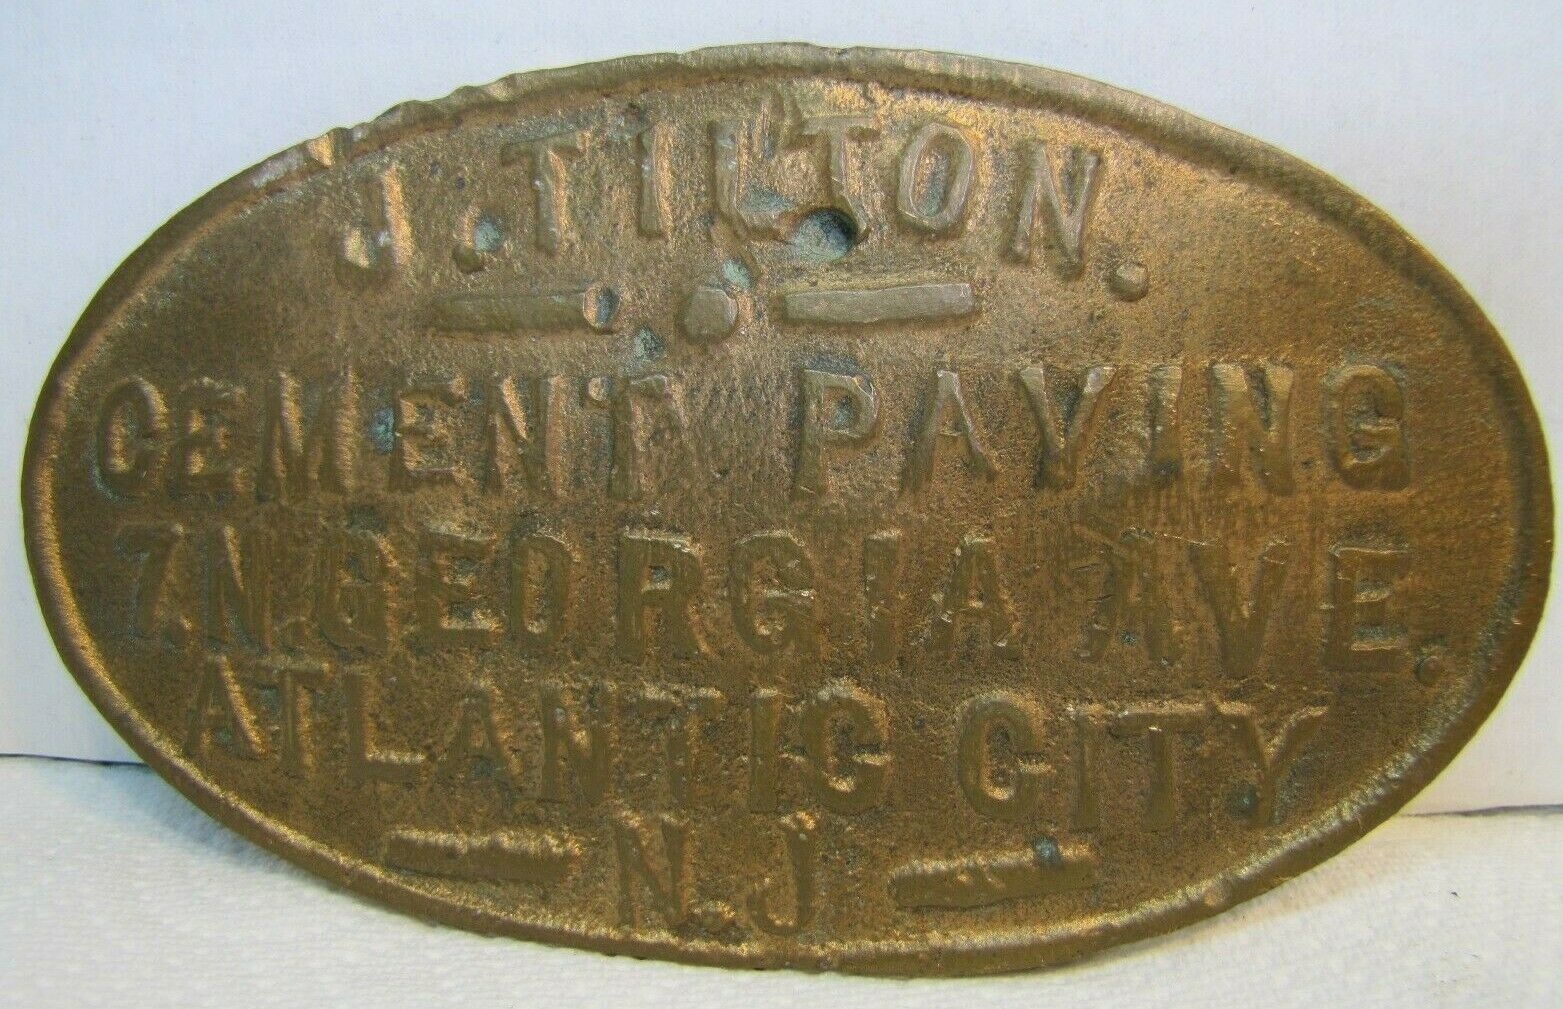 J. TILTON.
CEMENT PAVING
7. N. GEORGIA AVE.
ATLANTIC CITY
N.J